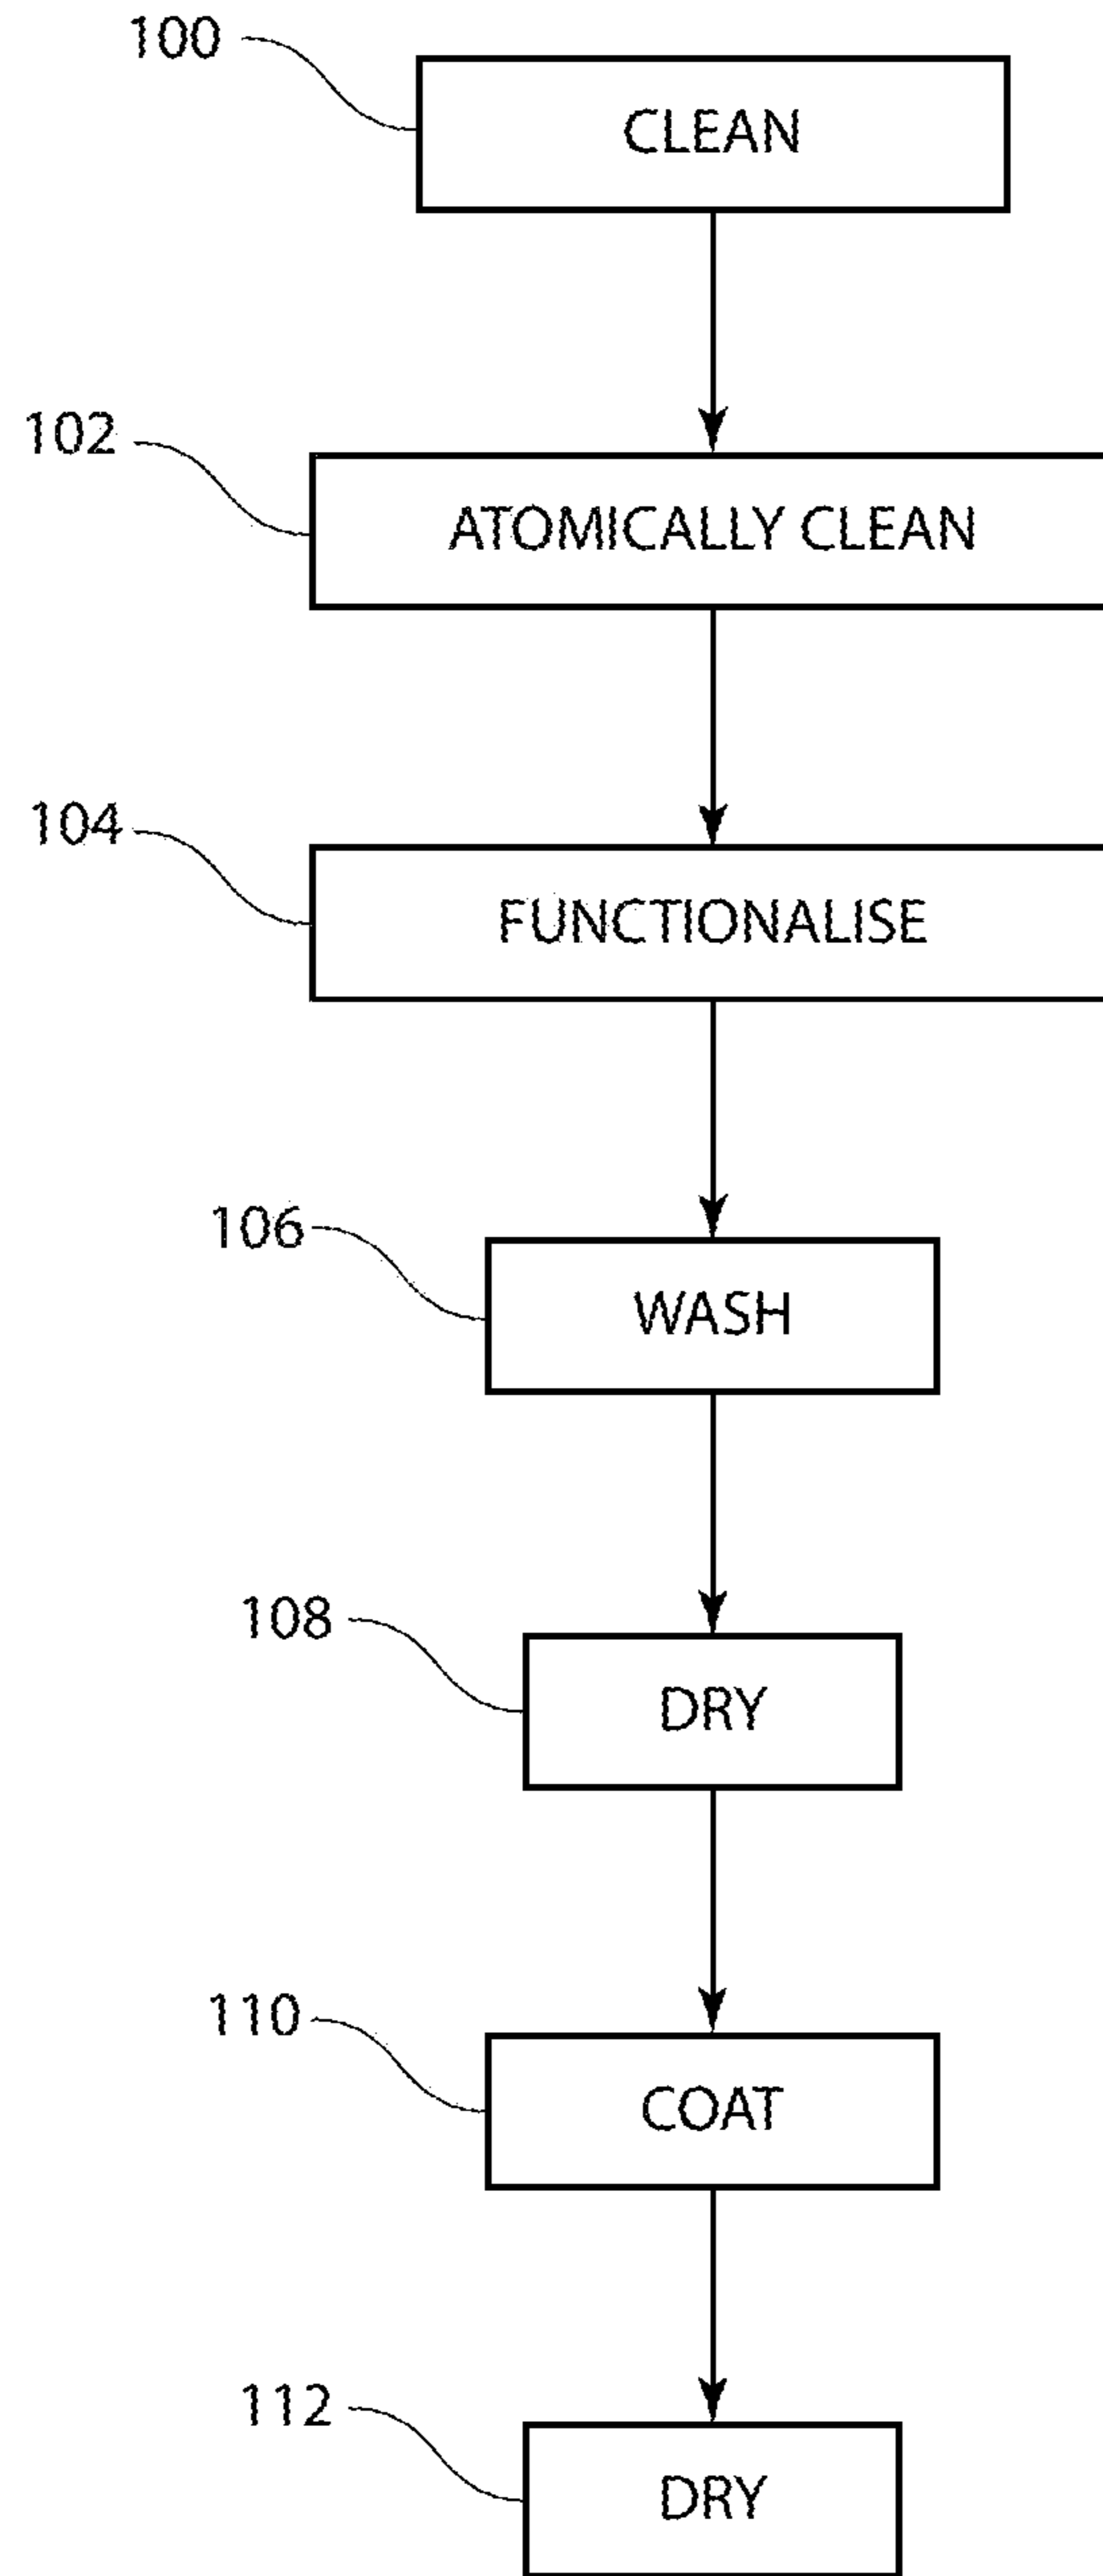 100
CLEAN
102
ATOMICALLY CLEAN
104
FUNCTIONALISE
106
WASH
108
DRY
110
COAT
112
DRY